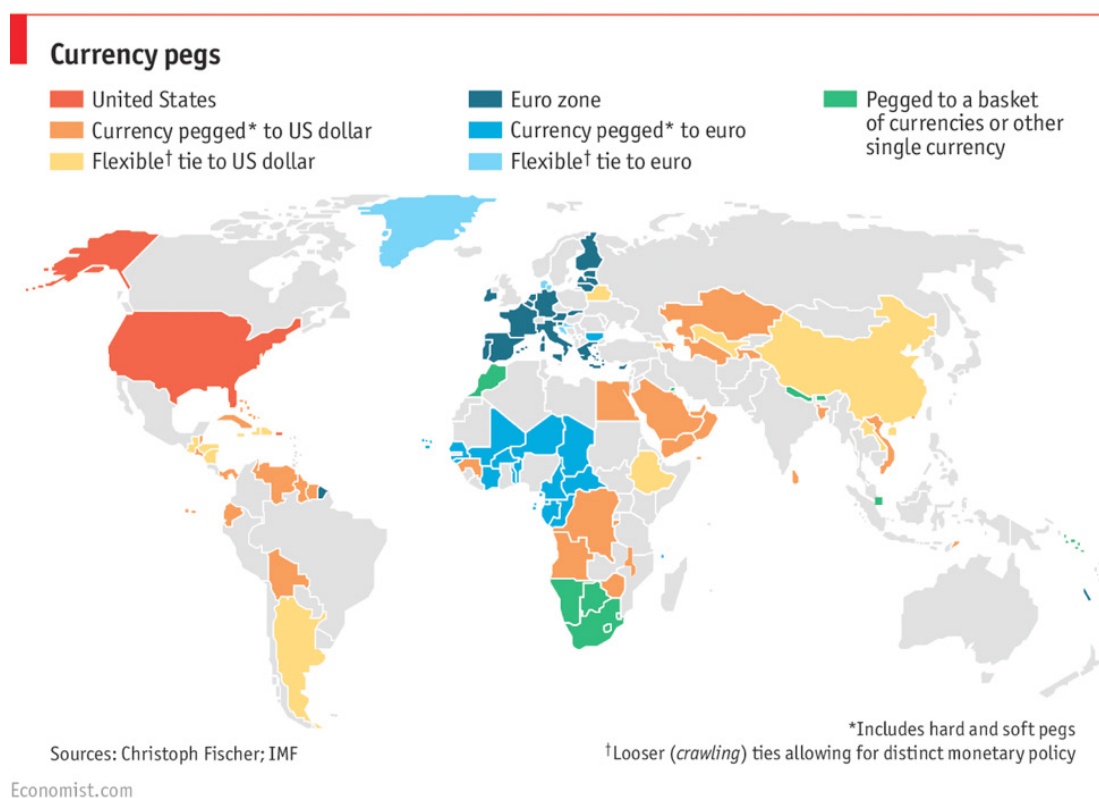 Currency pegs
United States
Currency pegged* to US dollar
Flexible† tie to US dollar
Euro zone
Currency pegged* to euro
Flexible† tie to euro
Pegged to a basket
of currencies or other
single currency
*Includes hard and soft pegs
Sources: Christoph Fischer; IMF
†Looser (crawling) ties allowing for distinct monetary policy
Economist.com